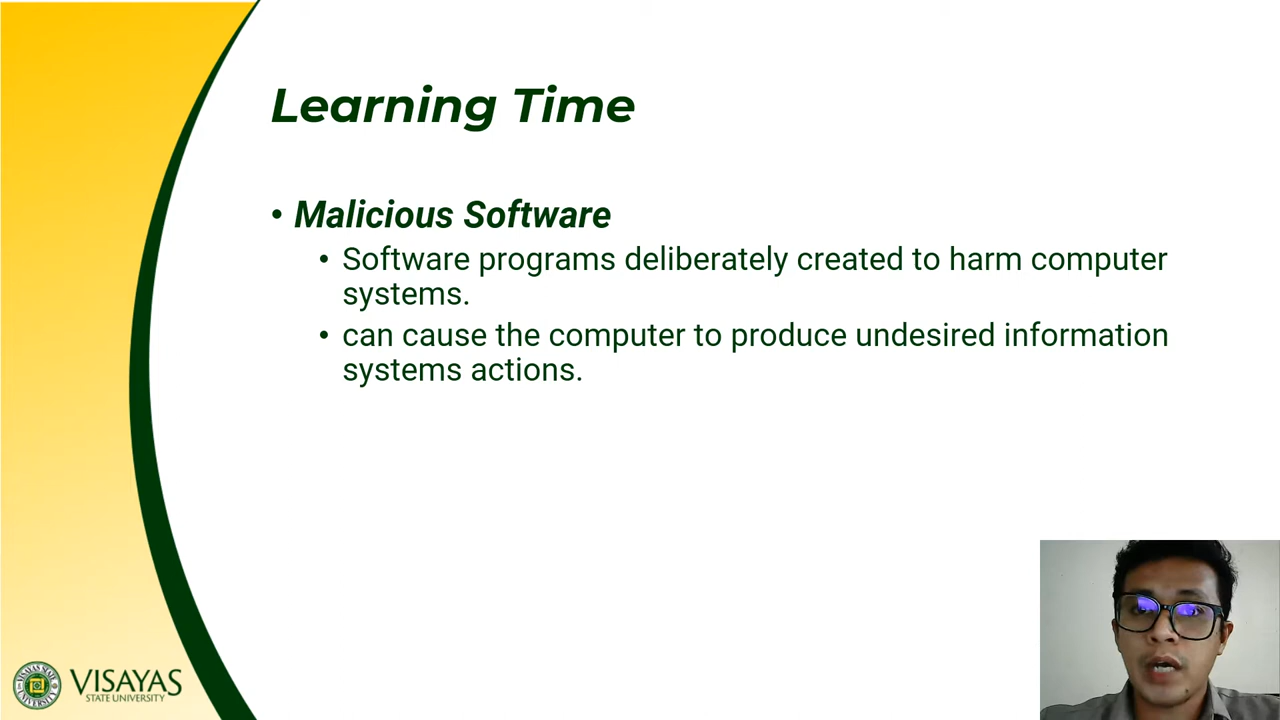 Learning Time
• Malicious Software
• Software programs deliberately created to harm computer
systems.
• can cause the computer to produce undesired information
systems actions.
VISAYAS
STATE UNIVERSITY